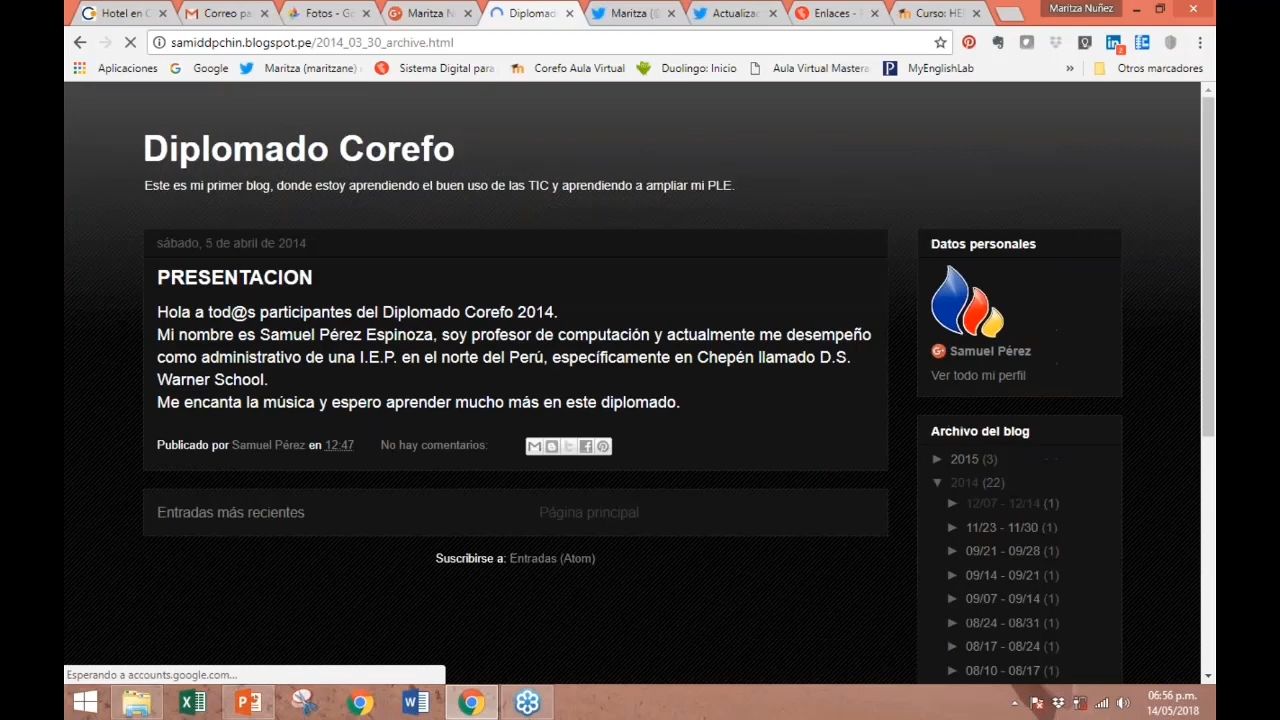 Hotel en C
Correo pa
Fotos - Go
Maritza N
Diplomad
Maritza (@
Actualiza
Enlaces -
Curso: HE
Maritza Nuñez
samiddpchin.blogspot.pe/2014_03_30_archive.html
2
Aplicaciones
Google
Maritza (maritzane)
Sistema Digital para
Corefo Aula Virtual
Duolingo: Inicio
Aula Virtual Mastera
MyEnglishLab
»
Otros marcadores
Diplomado Corefo
Este es mi primer blog, donde estoy aprendiendo el buen uso de las TIC y aprendiendo a ampliar mi PLE.
sábado, 5 de abril de 2014
PRESENTACION
Hola a tod@s participantes del Diplomado Corefo 2014.
Mi nombre es Samuel Pérez Espinoza, soy profesor de computación y actualmente me desempeño
como administrativo de una I.E.P. en el norte del Perú, específicamente en Chepén llamado D.S.
Warner School.
Me encanta la música y espero aprender mucho más en este diplomado.
Publicado por Samuel Pérez en 12:47 No hay comentarios:
Entradas más recientes
Página principal
Suscribirse a: Entradas (Atom)
Datos personales
Samuel Pérez
Ver todo mi perfil
Archivo del blog
► 2015 (3)
▼ 2014 (22)
► 12/07 - 12/14 (1)
► 11/23 - 11/30 (1)
► 09/21 - 09/28 (1)
► 09/14 - 09/21 (1)
► 09/07 - 09/14 (1)
► 08/24 - 08/31 (1)
► 08/17 - 08/24 (1)
► 08/10 - 08/17 (1)
Esperando a accounts.google.com...
06:56 p.m.
14/05/2018